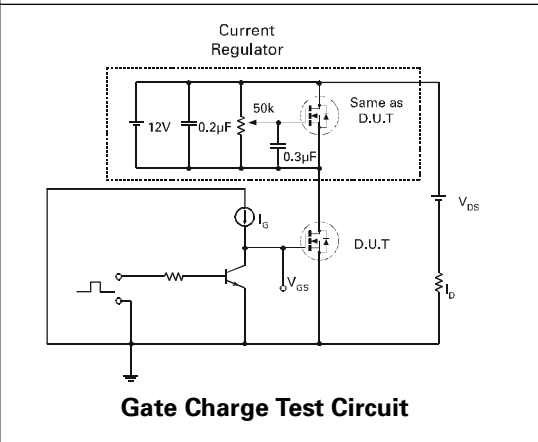 Current
Regulator
12V
0.2µF
50k
0.3µF
Same as
D.U.T
I_G
V_GS
D.U.T
V_DS
I_D
Gate Charge Test Circuit